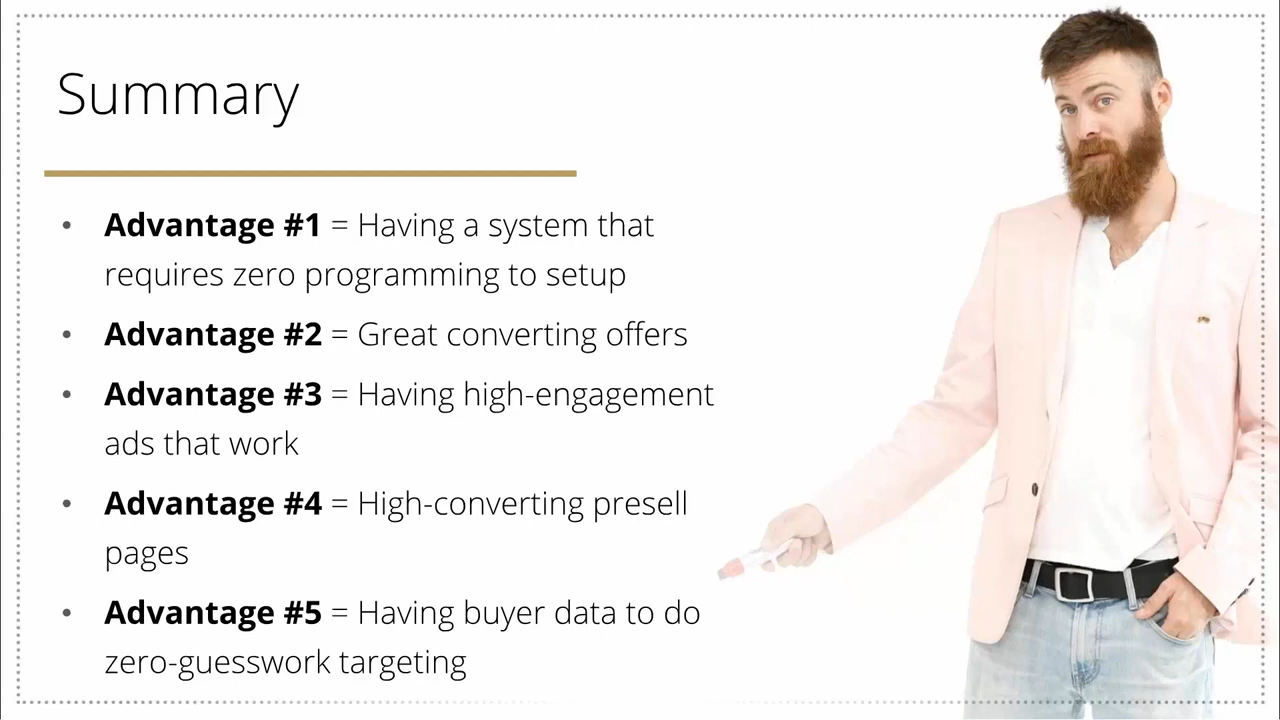 Summary
• Advantage #1 = Having a system that
requires zero programming to setup
• Advantage #2 = Great converting offers
• Advantage #3 = Having high-engagement
ads that work
• Advantage #4 = High-converting presell
pages
• Advantage #5 = Having buyer data to do
zero-guesswork targeting